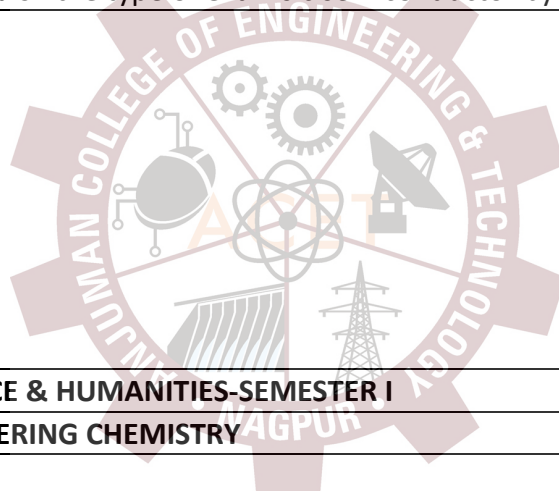 COLLEGE OF ENGINEERING & TECHNOLOGY
ANJUMAN
ACET
CE & HUMANITIES-SEMESTER I
ERING CHEMISTRY
• NAGPUR •